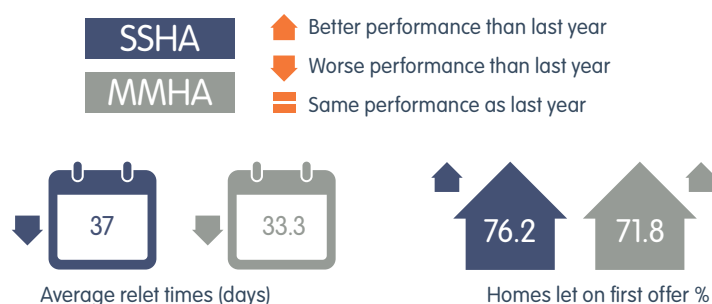 SSHA
Better performance than last year
Worse performance than last year
MMHA
Same performance as last year
37
33.3
76.2
71.8
Average relet times (days)
Homes let on first offer %